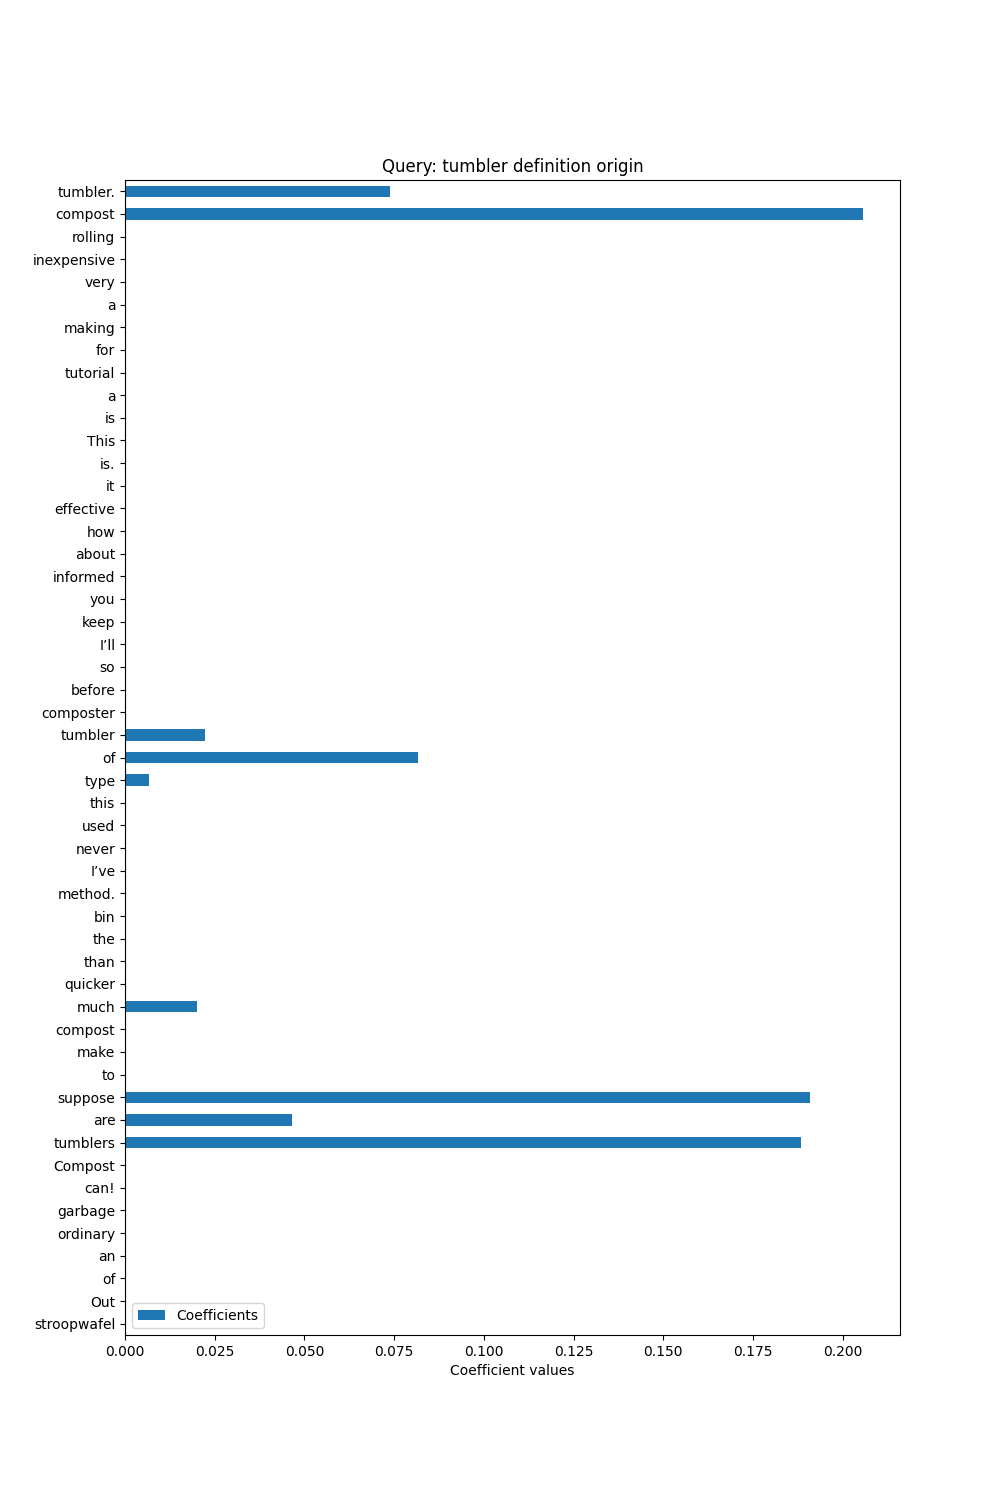 Query: tumbler definition origin
tumbler.
compost
rolling
inexpensive
very
a
making
for
tutorial
a
is
This
is.
it
effective
how
about
informed
you
keep
I’ll
so
before
composter
tumbler
of
type
this
used
never
I’ve
method.
bin
the
than
quicker
much
compost
make
to
suppose
are
tumblers
Compost
can!
garbage
ordinary
an
of
Out
stroopwafel
Coefficients
0.000 0.025 0.050 0.075 0.100 0.125 0.150 0.175 0.200
Coefficient values